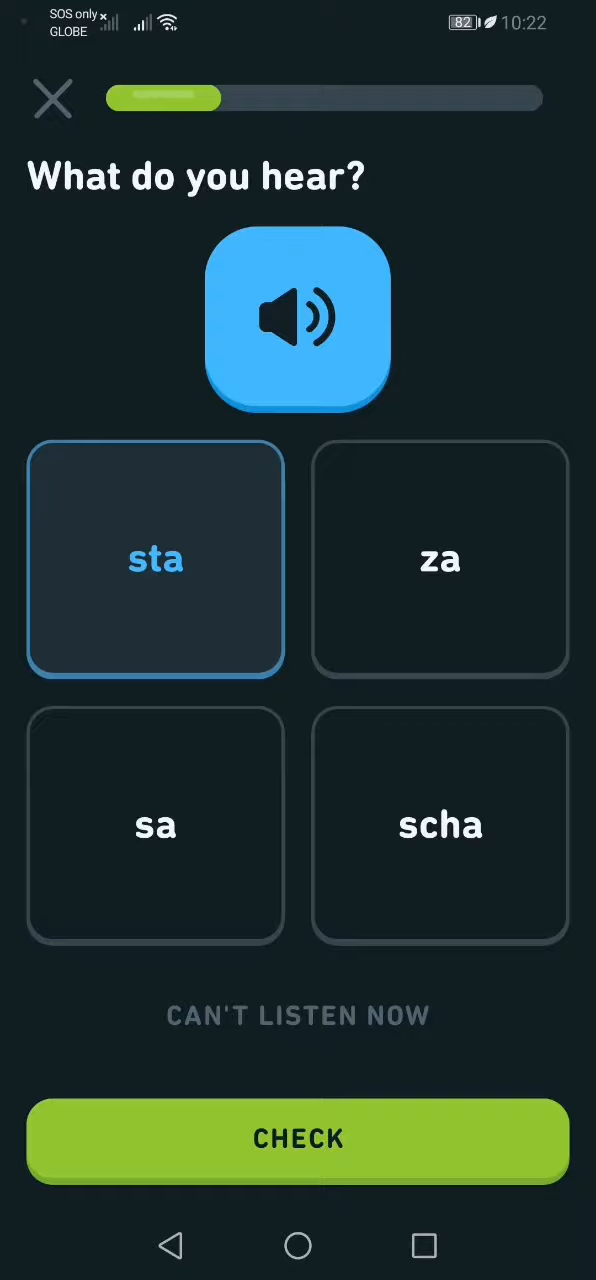 SOS only
GLOBE
82
10:22
What do you hear?
sta
za
sa
scha
CAN'T LISTEN NOW
CHECK